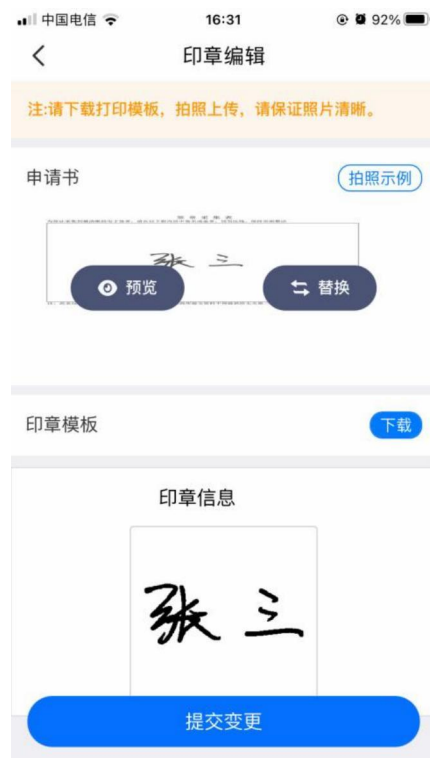 中国电信 16:31 92%
印章编辑
注:请下载打印模板，拍照上传，请保证照片清晰。
申请书 拍照示例
张 三
预览 替换
印章模板 下载
印章信息
张 三
提交变更